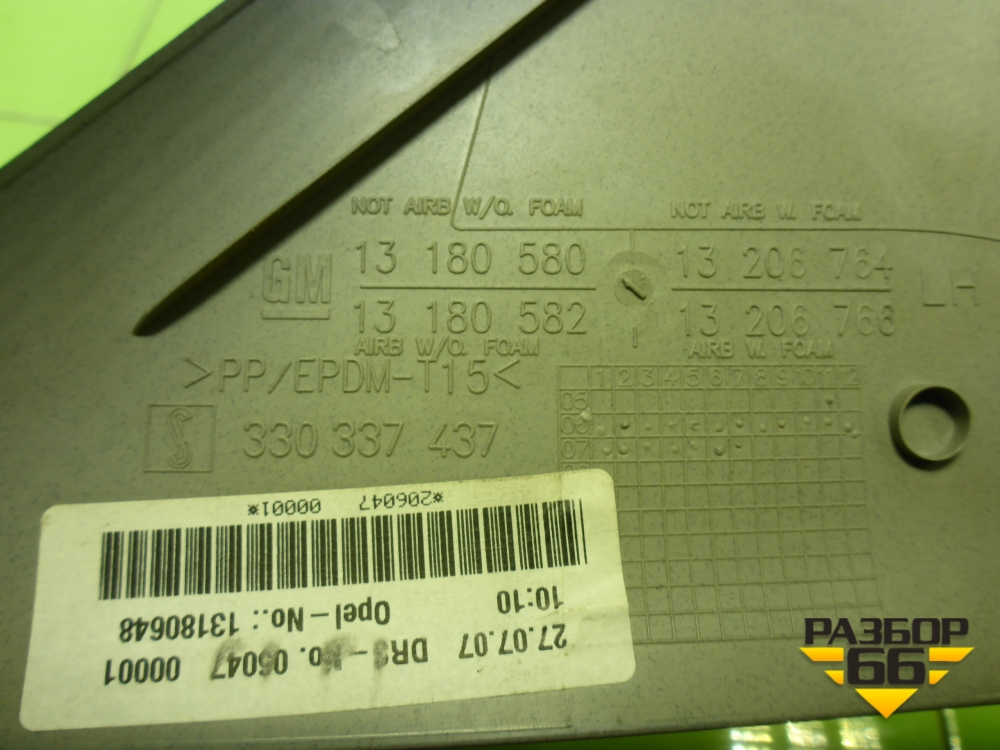 NOT AIRB W/O. FOAM NOT AIRB W. FOAM
GM 13 180 580 13 206 764 LH
13 180 582 13 206 766
AIRB W/O. FOAM AIRB W. FOAM
>PP/EPDM-T15<
1 2 3 4 5 6 7 8 9 10 11 12
05
06
07
330 337 437
27.07.07 DRS-No. 05047 00001
10:10 Opel-No.: 13180648
*206047 00001*
РАЗБОР
66